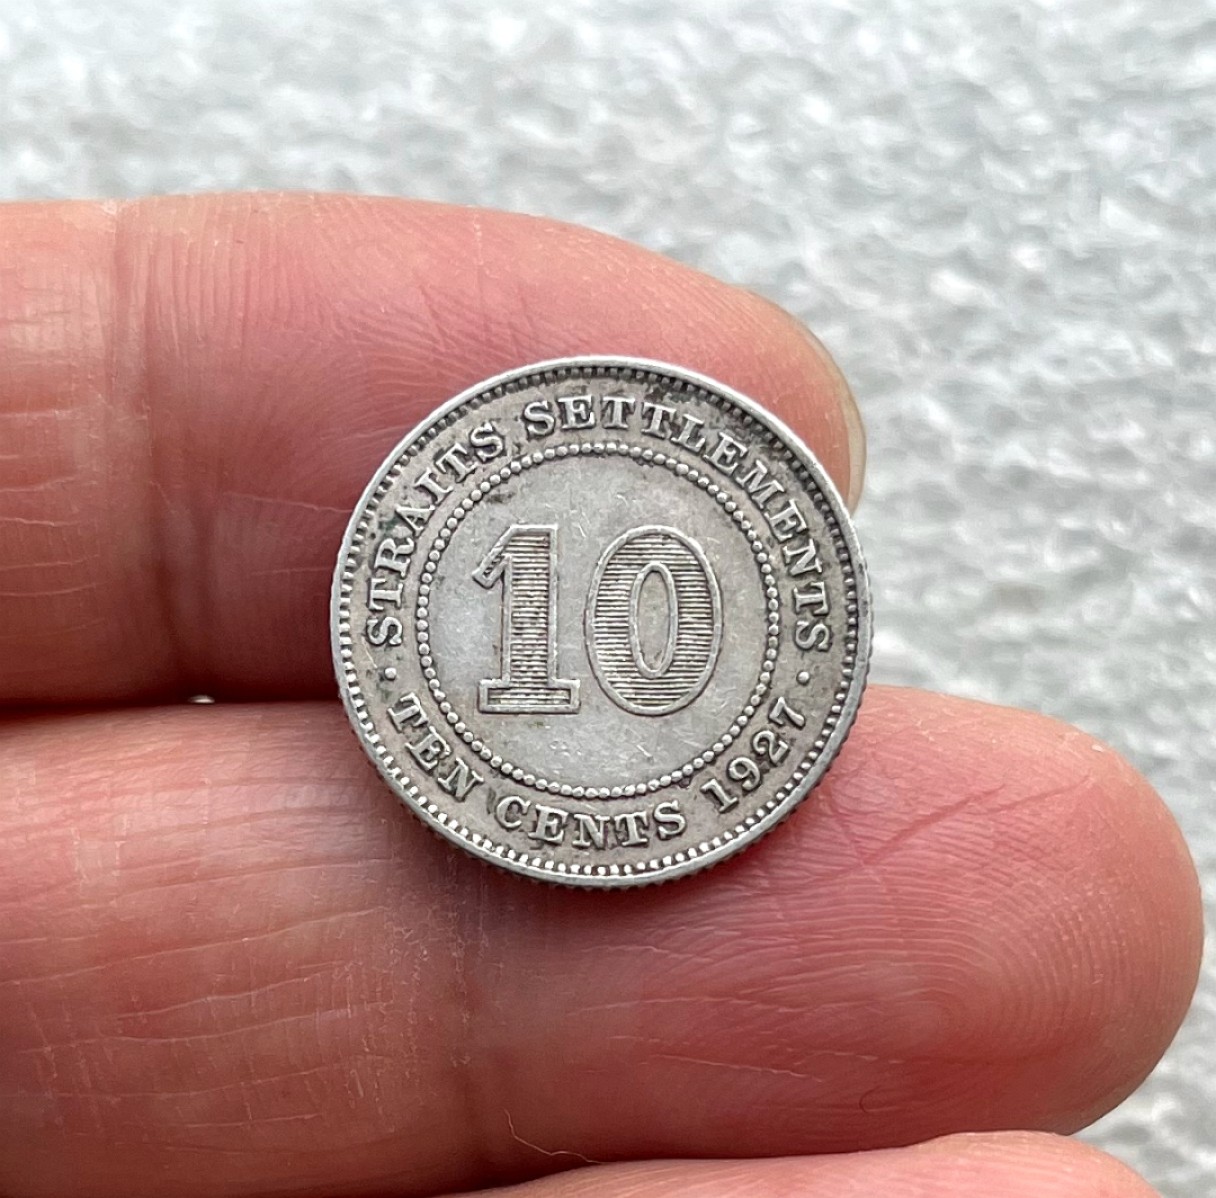 STRAITS SETTLEMENTS
10
· TEN CENTS 1927 ·